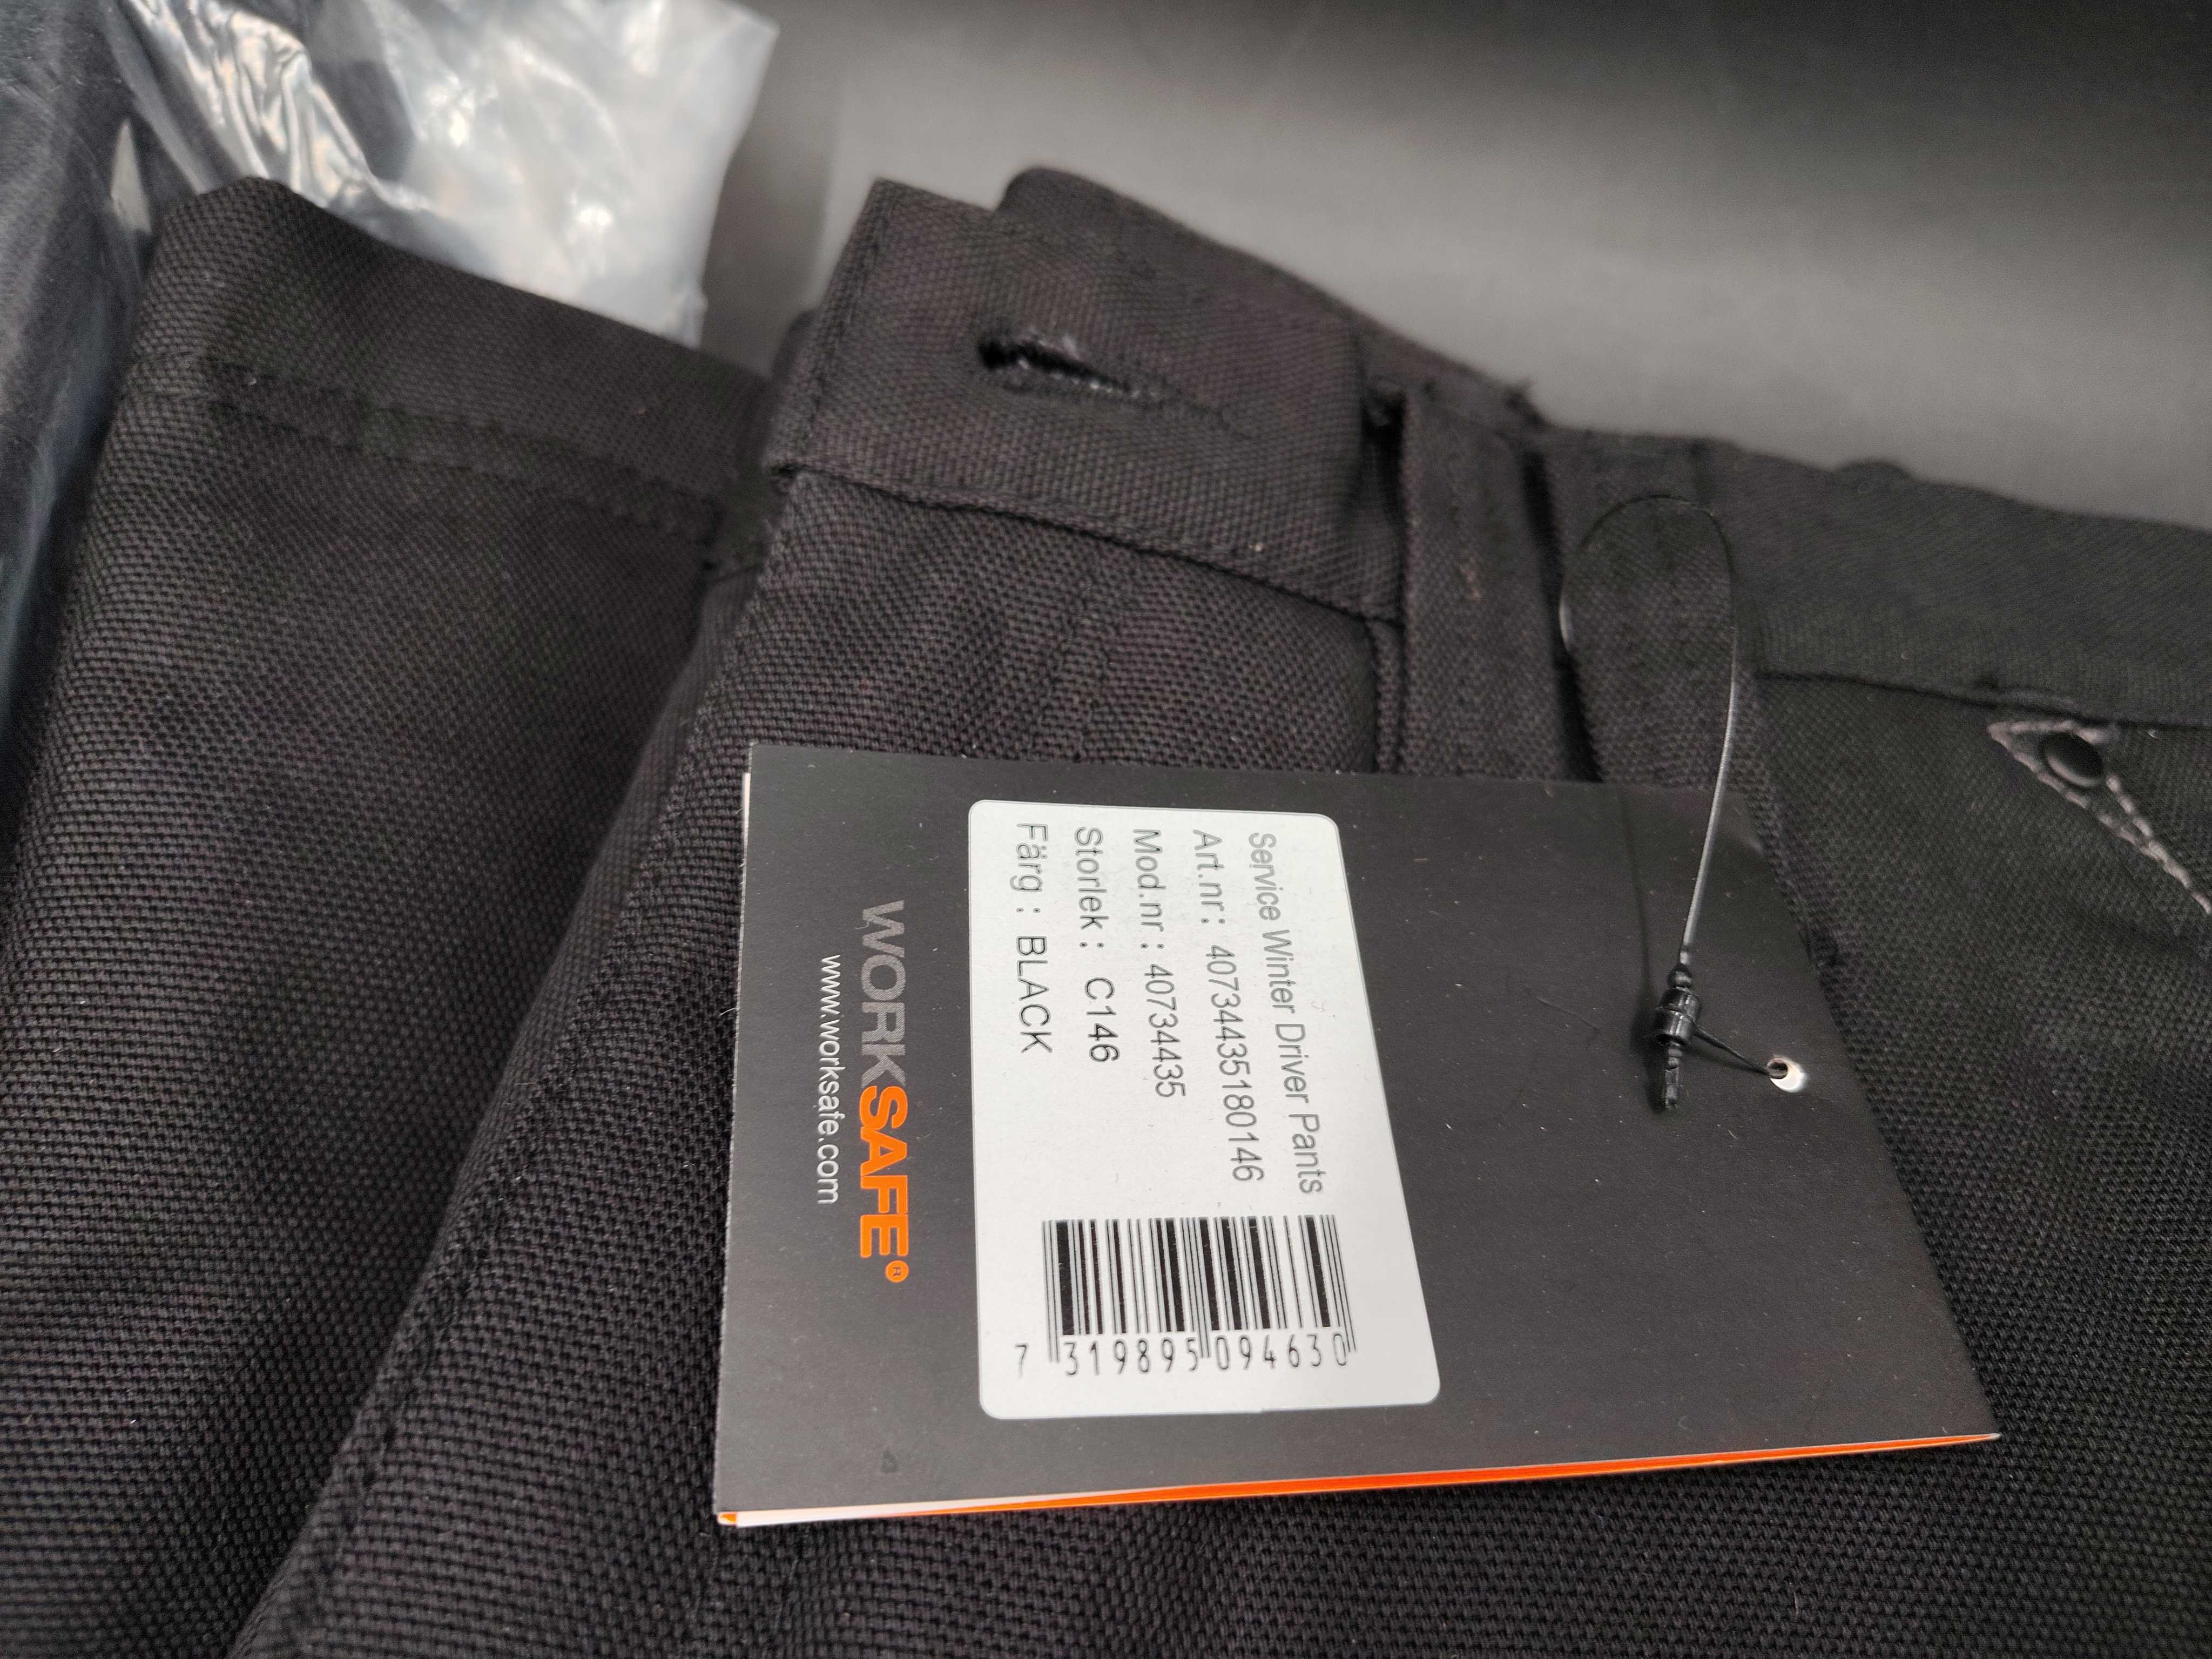 Service Winter Driver Pants
Art.nr: 40734435180146
Mod.nr: 40734435
Storlek: C146
Färg: BLACK
7 319895 094630
WORKSAFE®
www.worksafe.com